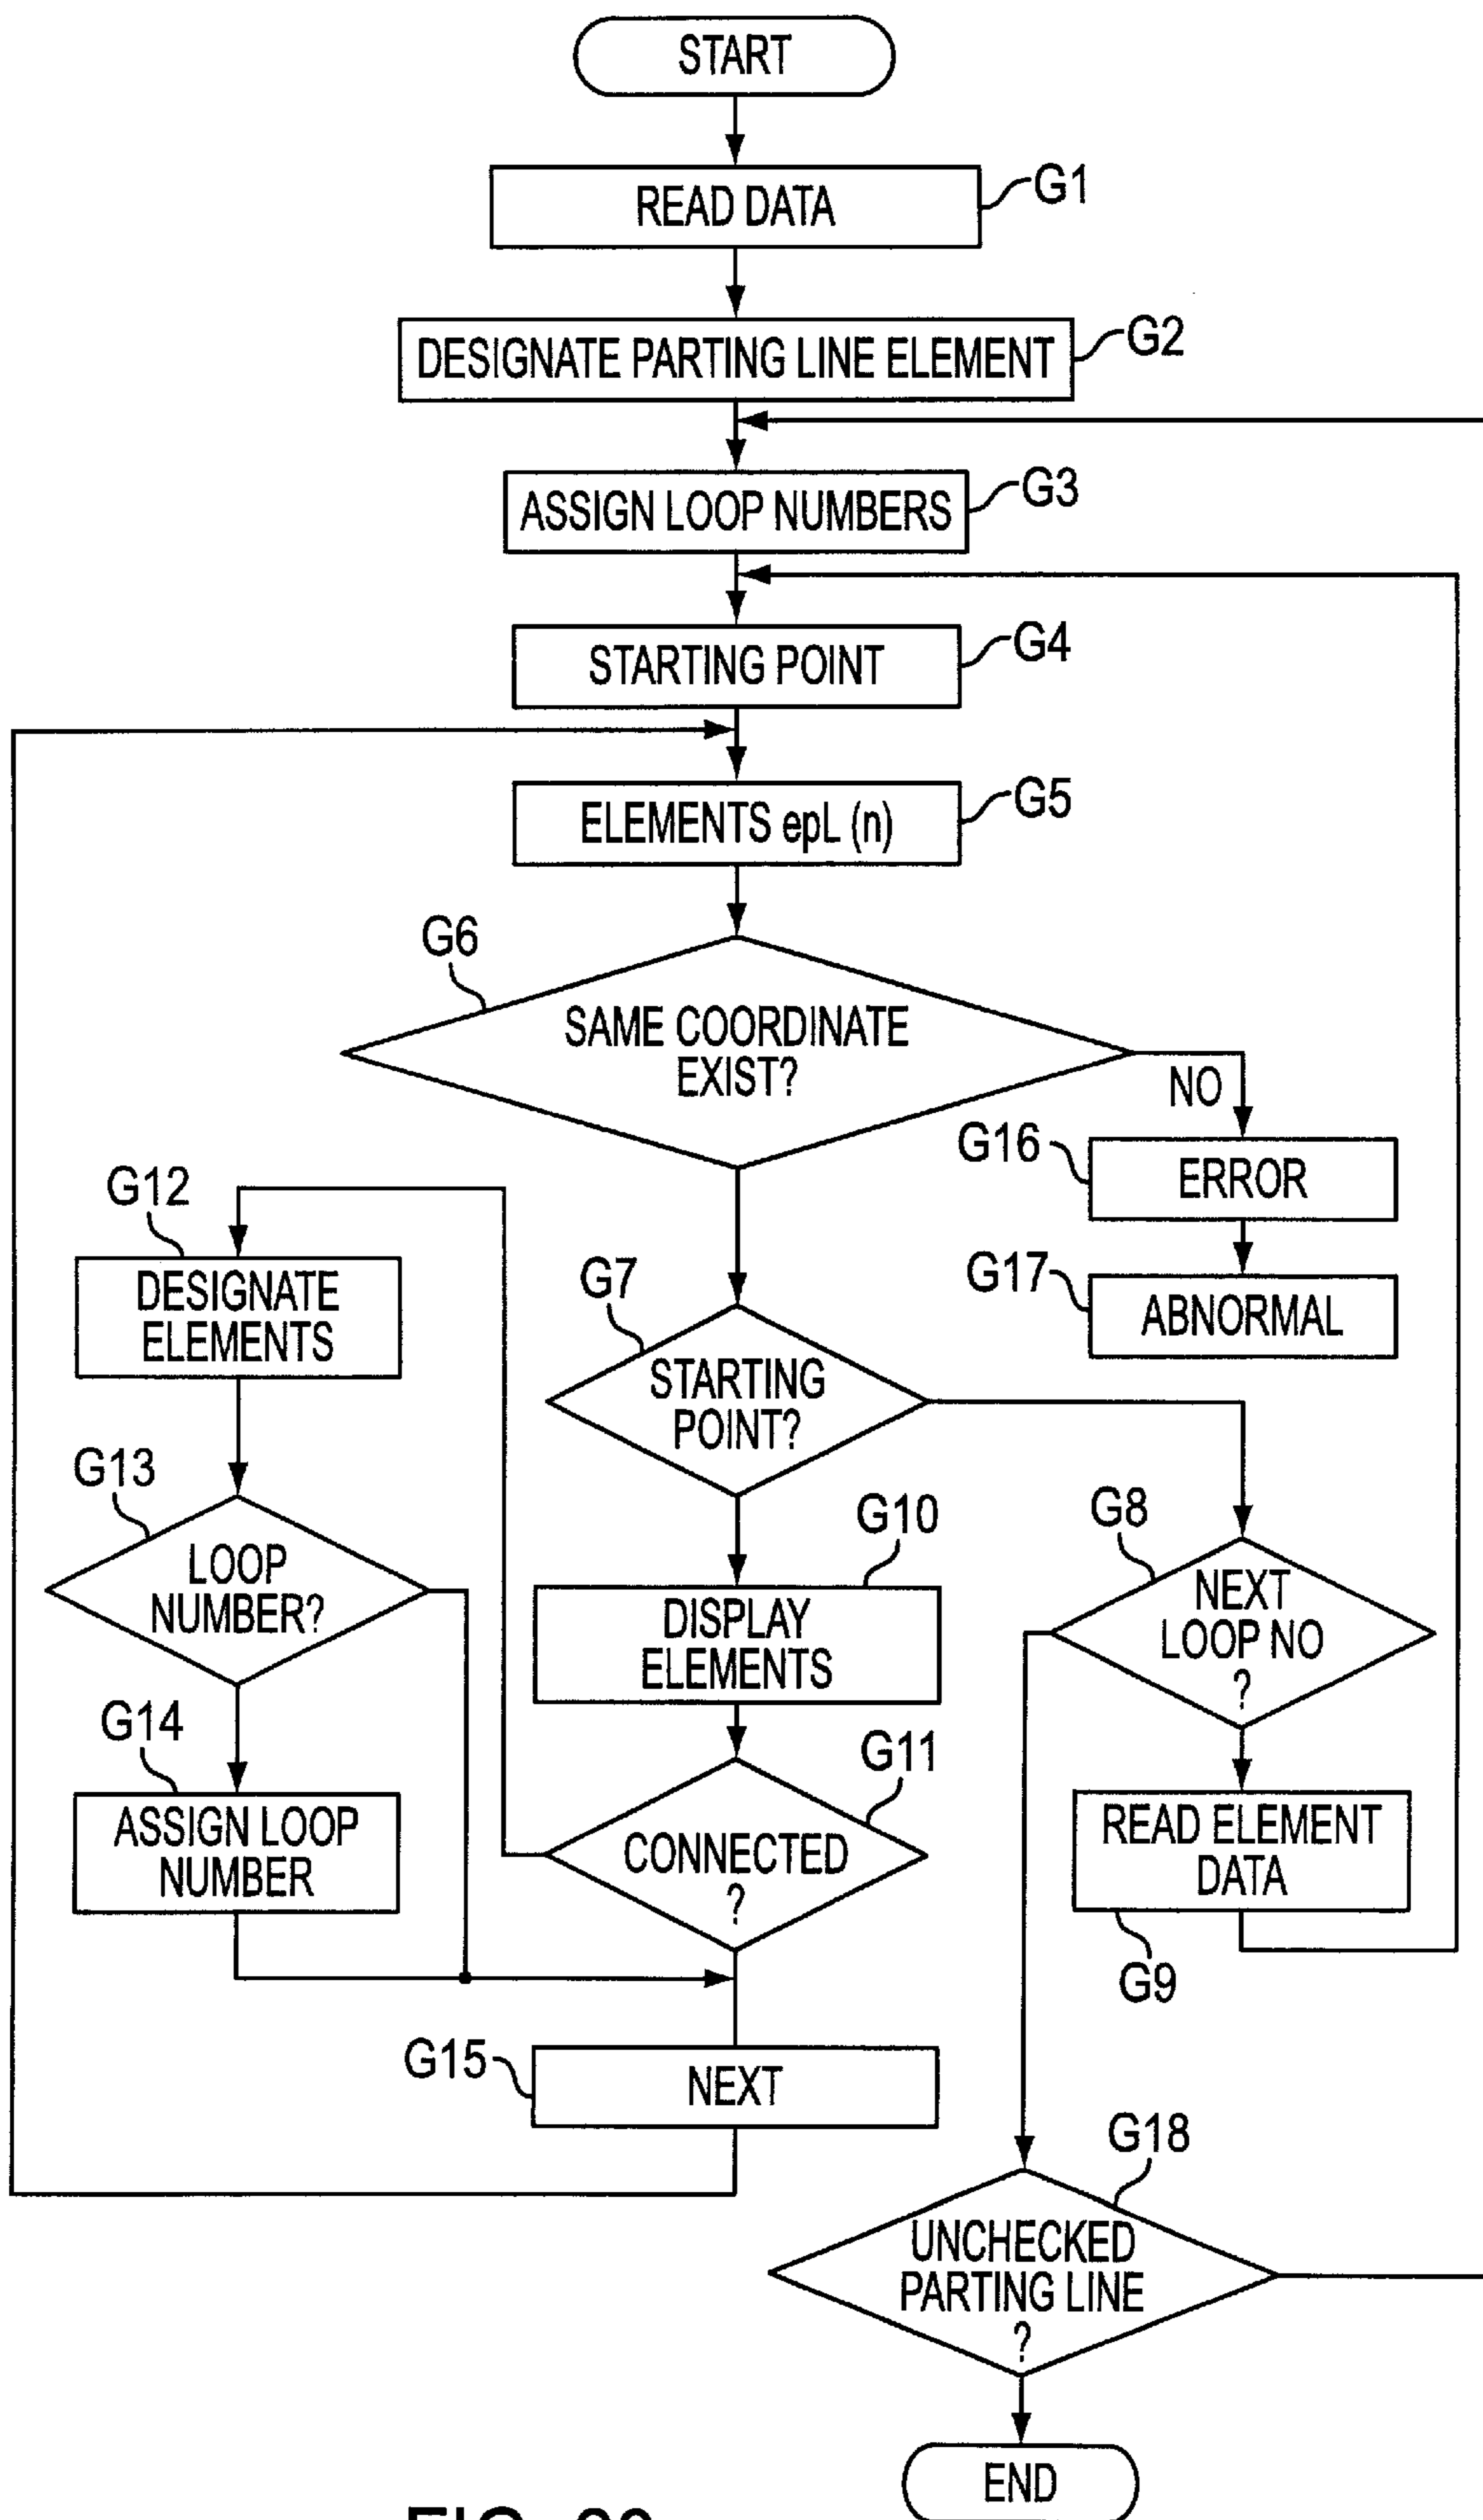 START
READ DATA
G1
DESIGNATE PARTING LINE ELEMENT
G2
ASSIGN LOOP NUMBERS
G3
STARTING POINT
G4
ELEMENTS epL (n)
G5
G6
SAME COORDINATE
EXIST?
NO
G16
ERROR
G17
ABNORMAL
G12
DESIGNATE
ELEMENTS
G7
STARTING
POINT?
G13
LOOP
NUMBER?
G10
DISPLAY
ELEMENTS
G8
NEXT
LOOP NO
?
G14
ASSIGN LOOP
NUMBER
G11
CONNECTED
?
READ ELEMENT
DATA
G9
G15
NEXT
G18
UNCHECKED
PARTING LINE
?
END